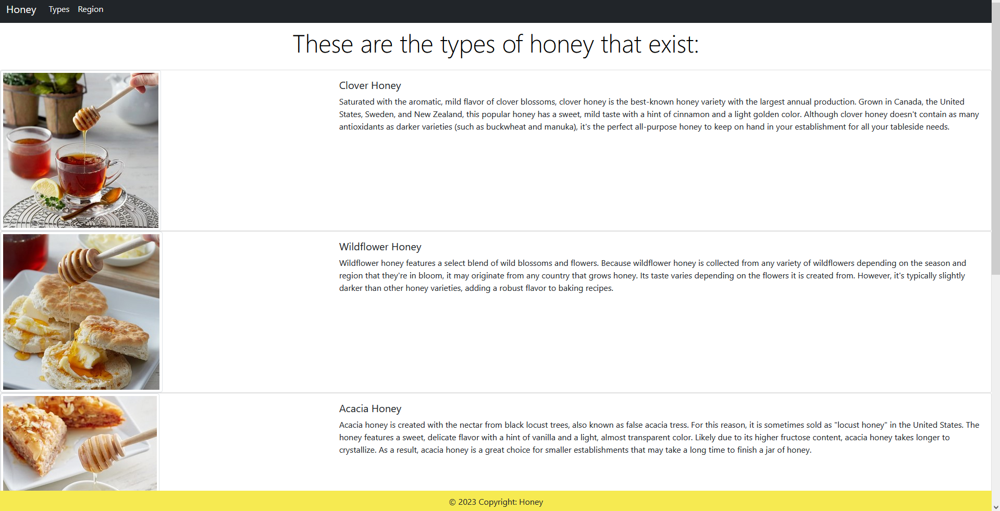 Honey Types Region
These are the types of honey that exist:
Clover Honey
Saturated with the aromatic, mild flavor of clover blossoms, clover honey is the best-known honey variety with the largest annual production. Grown in Canada, the United
States, Sweden, and New Zealand, this popular honey has a sweet, mild taste with a hint of cinnamon and a light golden color. Although clover honey doesn't contain as many
antioxidants as darker varieties (such as buckwheat and manuka), it's the perfect all-purpose honey to keep on hand in your establishment for all your tableside needs.
Wildflower Honey
Wildflower honey features a select blend of wild blossoms and flowers. Because wildflower honey is collected from any variety of wildflowers depending on the season and
region that they're in bloom, it may originate from any country that grows honey. Its taste varies depending on the flowers it is created from. However, it's typically slightly
darker than other honey varieties, adding a robust flavor to baking recipes.
Acacia Honey
Acacia honey is created with the nectar from black locust trees, also known as false acacia tress. For this reason, it is sometimes sold as "locust honey" in the United States. The
honey features a sweet, delicate flavor with a hint of vanilla and a light, almost transparent color. Likely due to its higher fructose content, acacia honey takes longer to
crystallize. As a result, acacia honey is a great choice for smaller establishments that may take a long time to finish a jar of honey.
© 2023 Copyright: Honey